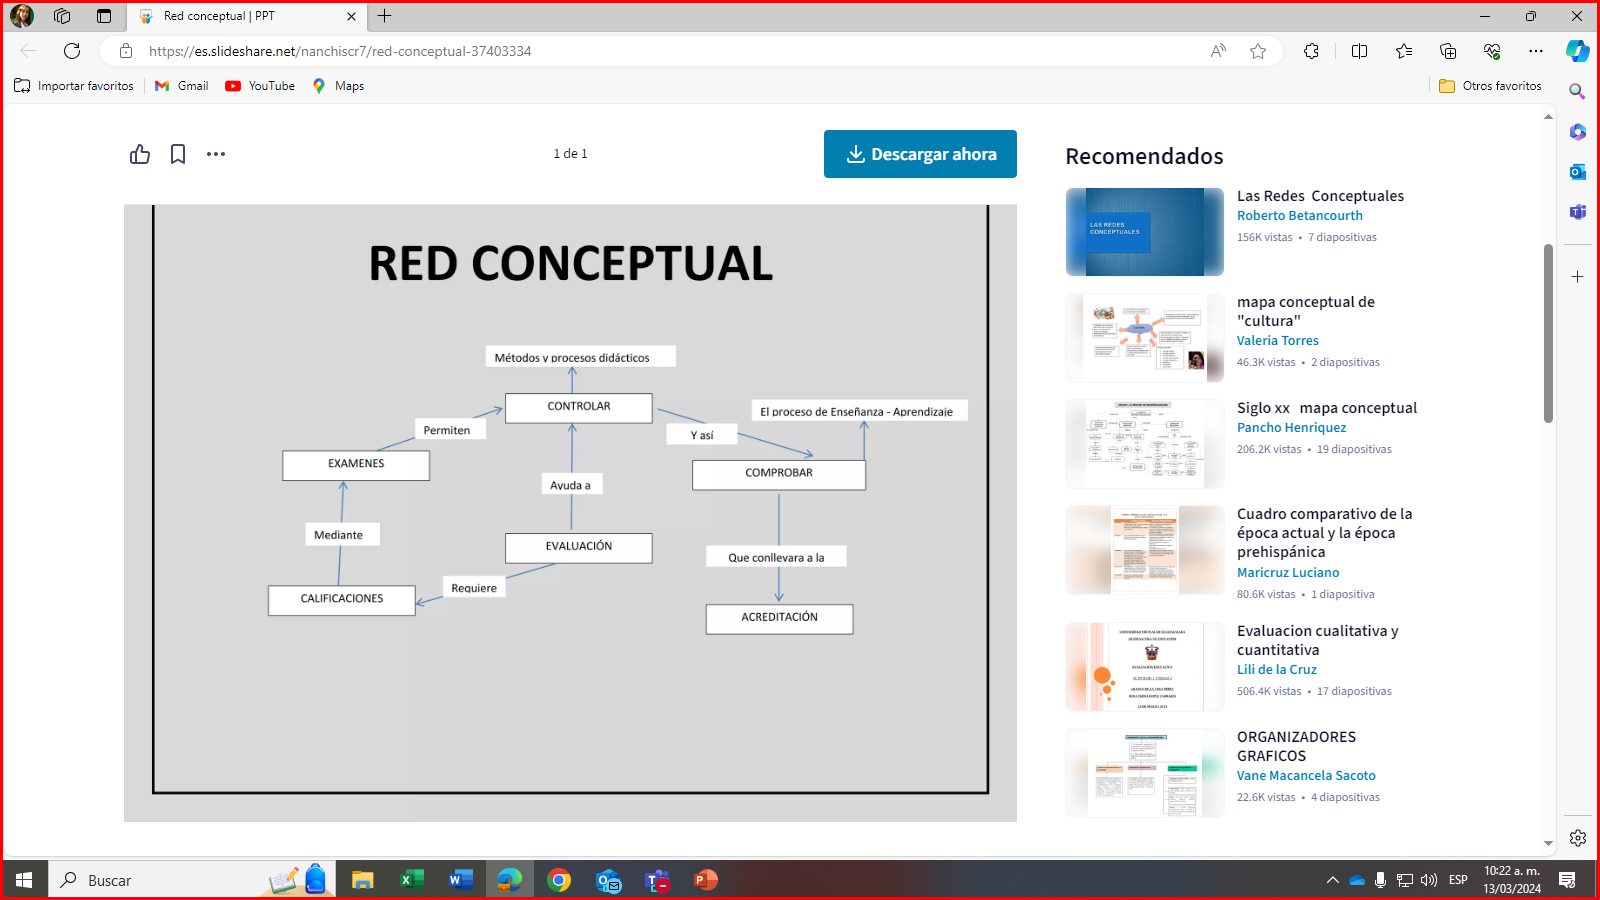 Red conceptual | PPT
https://es.slideshare.net/nanchiscr7/red-conceptual-37403334
Importar favoritos
Gmail
YouTube
Maps
Otros favoritos
1 de 1
Descargar ahora
RED CONCEPTUAL
Métodos y procesos didácticos
CONTROLAR
El proceso de Enseñanza - Aprendizaje
Permiten
Y así
EXAMENES
COMPROBAR
Ayuda a
Mediante
EVALUACIÓN
Que conllevara a la
Requiere
CALIFICACIONES
ACREDITACIÓN
Recomendados
LAS REDES
CONCEPTUALES
Las Redes Conceptuales
Roberto Betancourth
156K vistas • 7 diapositivas
mapa conceptual de
"cultura"
Valeria Torres
46.3K vistas • 2 diapositivas
Siglo xx mapa conceptual
Pancho Henriquez
206.2K vistas • 19 diapositivas
Cuadro comparativo de la
época actual y la época
prehispánica
Maricruz Luciano
80.6K vistas • 1 diapositiva
Evaluacion cualitativa y
cuantitativa
Lili de la Cruz
506.4K vistas • 17 diapositivas
ORGANIZADORES
GRAFICOS
Vane Macancela Sacoto
22.6K vistas • 4 diapositivas
Buscar
ESP
10:22 a. m.
13/03/2024